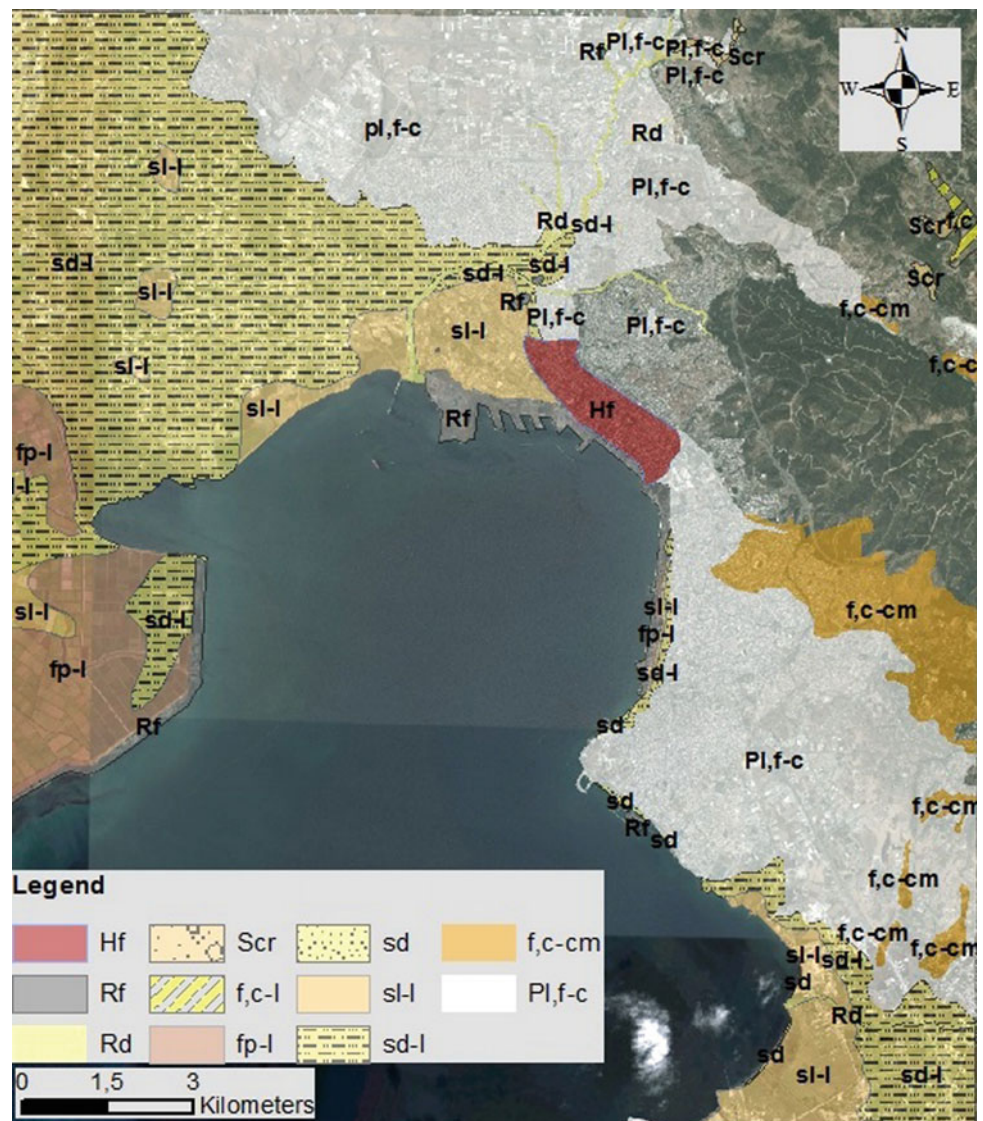 N
W E
S
Rf Pl,f-c Pl,f-c Scr
Pl,f-c
pl,f-c Rd
sl-l Pl,f-c
Rd sd-l Scr f,c
sd-l sd-l sd-l Scr
sl-l Rf Pl,f-c Pl,f-c f,c-cm
sl-l sl-l f,c-c
sl-l Rf Hf
fp-l
l-l
sl-l sd-l sl-l f,c-cm
fp-l fp-l
sd-l
Rf sd
Pl,f-c
sd f,c-cm
Rf sd
f,c-cm
f,c-cm f,c-cm
sl-l sd-l
sd
Rd
sd sl-l sd-l
Legend
Hf Scr sd f,c-cm
Rf f,c-l sl-l Pl,f-c
Rd fp-l sd-l
0 1,5 3
Kilometers